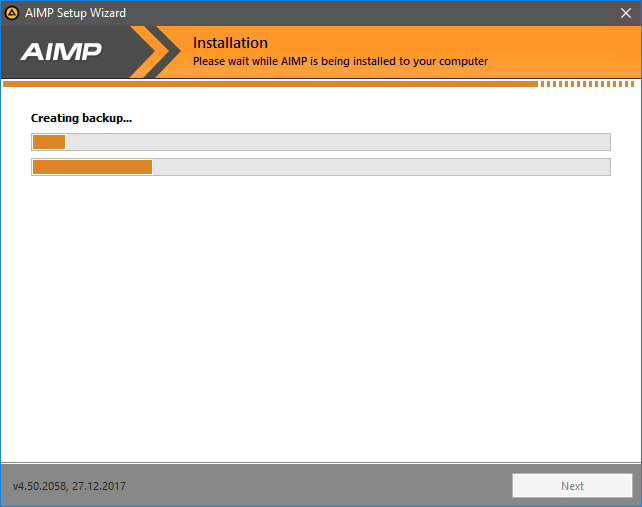 AIMP Setup Wizard
AIMP
Installation
Please wait while AIMP is being installed to your computer
Creating backup...
v4.50.2058, 27.12.2017
Next